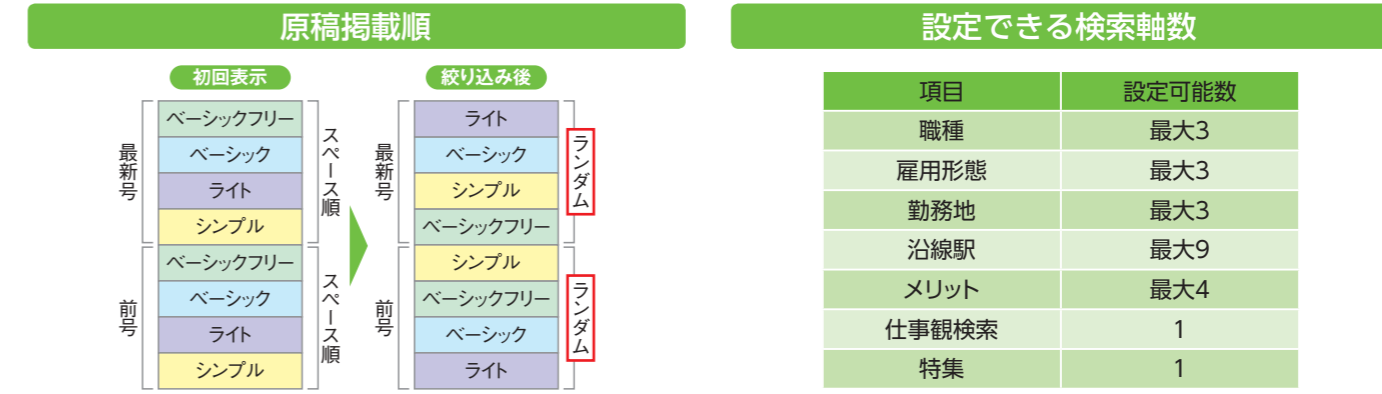 原稿掲載順
初回表示
最新号
ベーシックフリー
ベーシック
ライト
シンプル
スペース順
前号
ベーシックフリー
ベーシック
ライト
シンプル
スペース順
絞り込み後
最新号
ライト
ベーシック
シンプル
ベーシックフリー
ランダム
前号
シンプル
ベーシックフリー
ベーシック
ライト
ランダム
設定できる検索軸数
項目 設定可能数
職種 最大3
雇用形態 最大3
勤務地 最大3
沿線駅 最大9
メリット 最大4
仕事観検索 1
特集 1